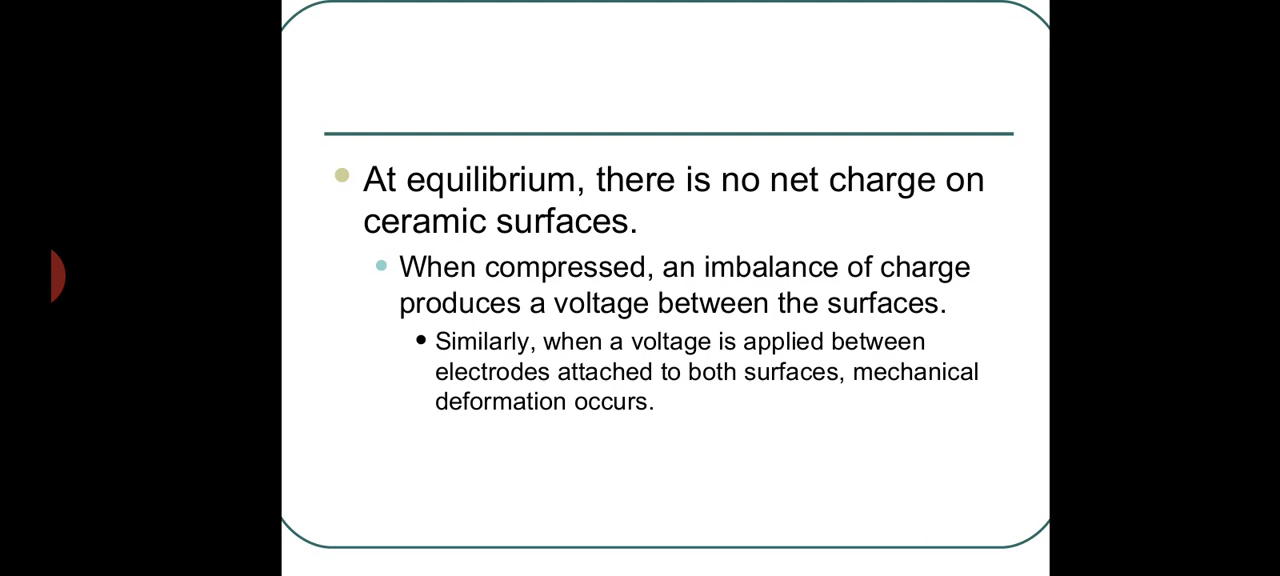 At equilibrium, there is no net charge on
ceramic surfaces.
When compressed, an imbalance of charge
produces a voltage between the surfaces.
Similarly, when a voltage is applied between
electrodes attached to both surfaces, mechanical
deformation occurs.